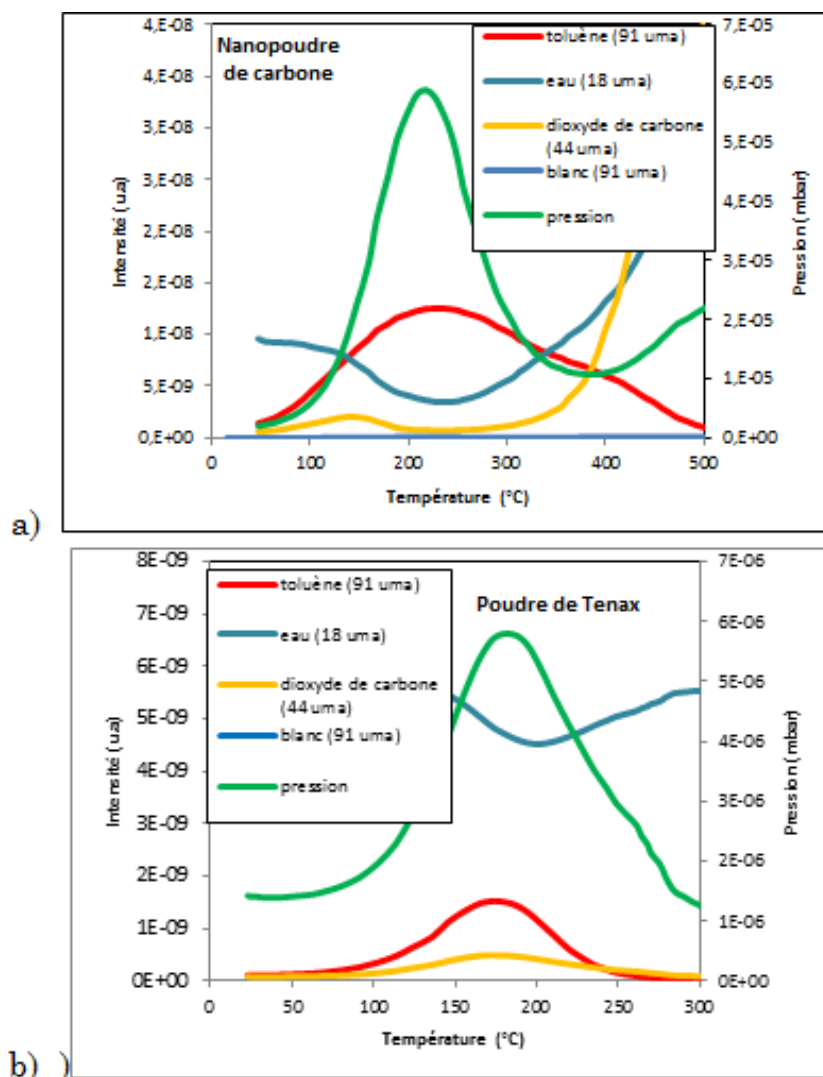 4,E-08
4,E-08
3,E-08
3,E-08
2,E-08
2,E-08
1,E-08
5,E-09
0,E+00
Intensité (u.a)
Nanopoudre
de carbone
toluène (91 uma)
eau (18 uma)
dioxyde de carbone
(44 uma)
blanc (91 uma)
pression
7,E-05
6,E-05
5,E-05
4,E-05
3,E-05
2,E-05
1,E-05
0,E+00
Pression (mbar)
0 100 200 300 400 500
Température (°C)
a)
8E-09
7E-09
6E-09
5E-09
4E-09
3E-09
2E-09
1E-09
0E+00
Intensité (u.a)
toluène (91 uma)
eau (18 uma)
dioxyde de carbone
(44 uma)
blanc (91 uma)
pression
Poudre de Tenax
7E-06
6E-06
5E-06
4E-06
3E-06
2E-06
1E-06
0E+00
Pression (mbar)
0 50 100 150 200 250 300
Température (°C)
b) )